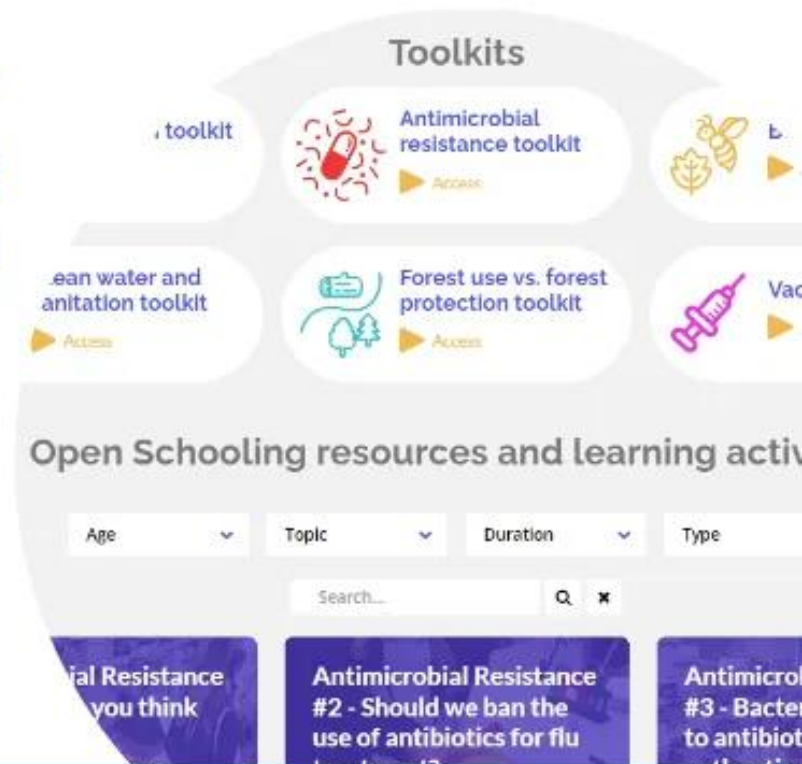 Toolkits
toolkit
Antimicrobial
resistance toolkit
Access
ean water and
anitation toolkit
Access
Forest use vs. forest
protection toolkit
Access
Vac
Open Schooling resources and learning activ
Age
Topic
Duration
Type
Search...
ial Resistance
you think
Antimicrobial Resistance
#2 - Should we ban the
use of antibiotics for flu
Antimicrob
#3 - Bacter
to antibiot